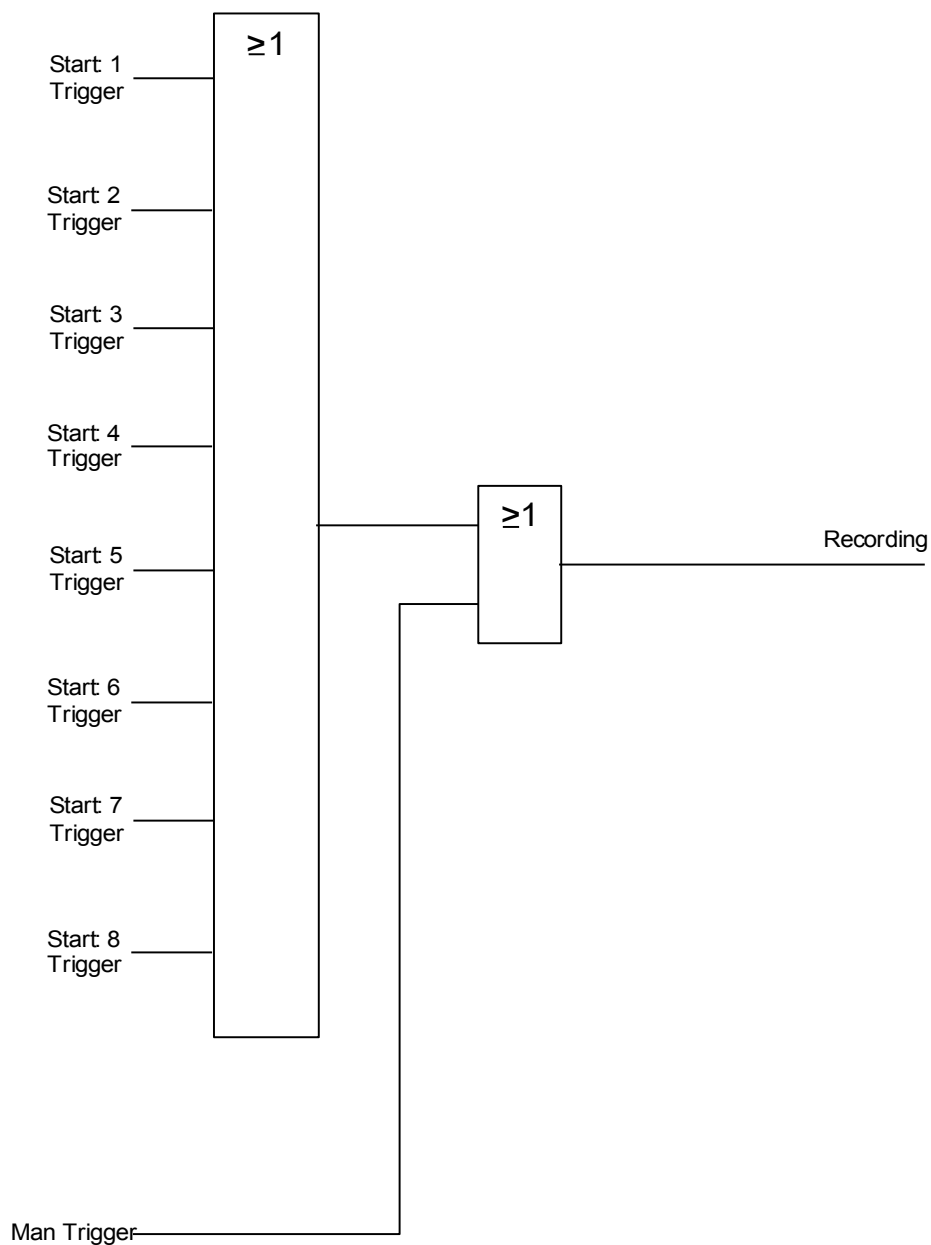 ≥1
Start: 1
Trigger
Start: 2
Trigger
Start: 3
Trigger
Start: 4
Trigger
Start: 5
Trigger
≥1
Recording
Start: 6
Trigger
Start: 7
Trigger
Start: 8
Trigger
Man Trigger